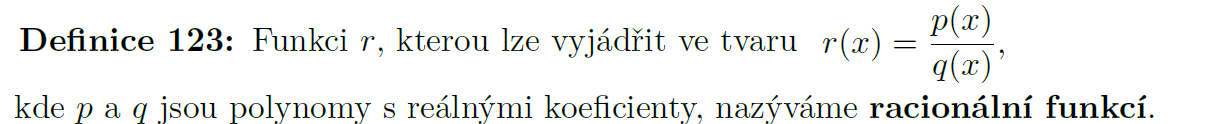 Definice 123: Funkci r, kterou lze vyjádřit ve tvaru r(x) = p(x)/q(x),
kde p a q jsou polynomy s reálnými koeficienty, nazýváme racionální funkcí.